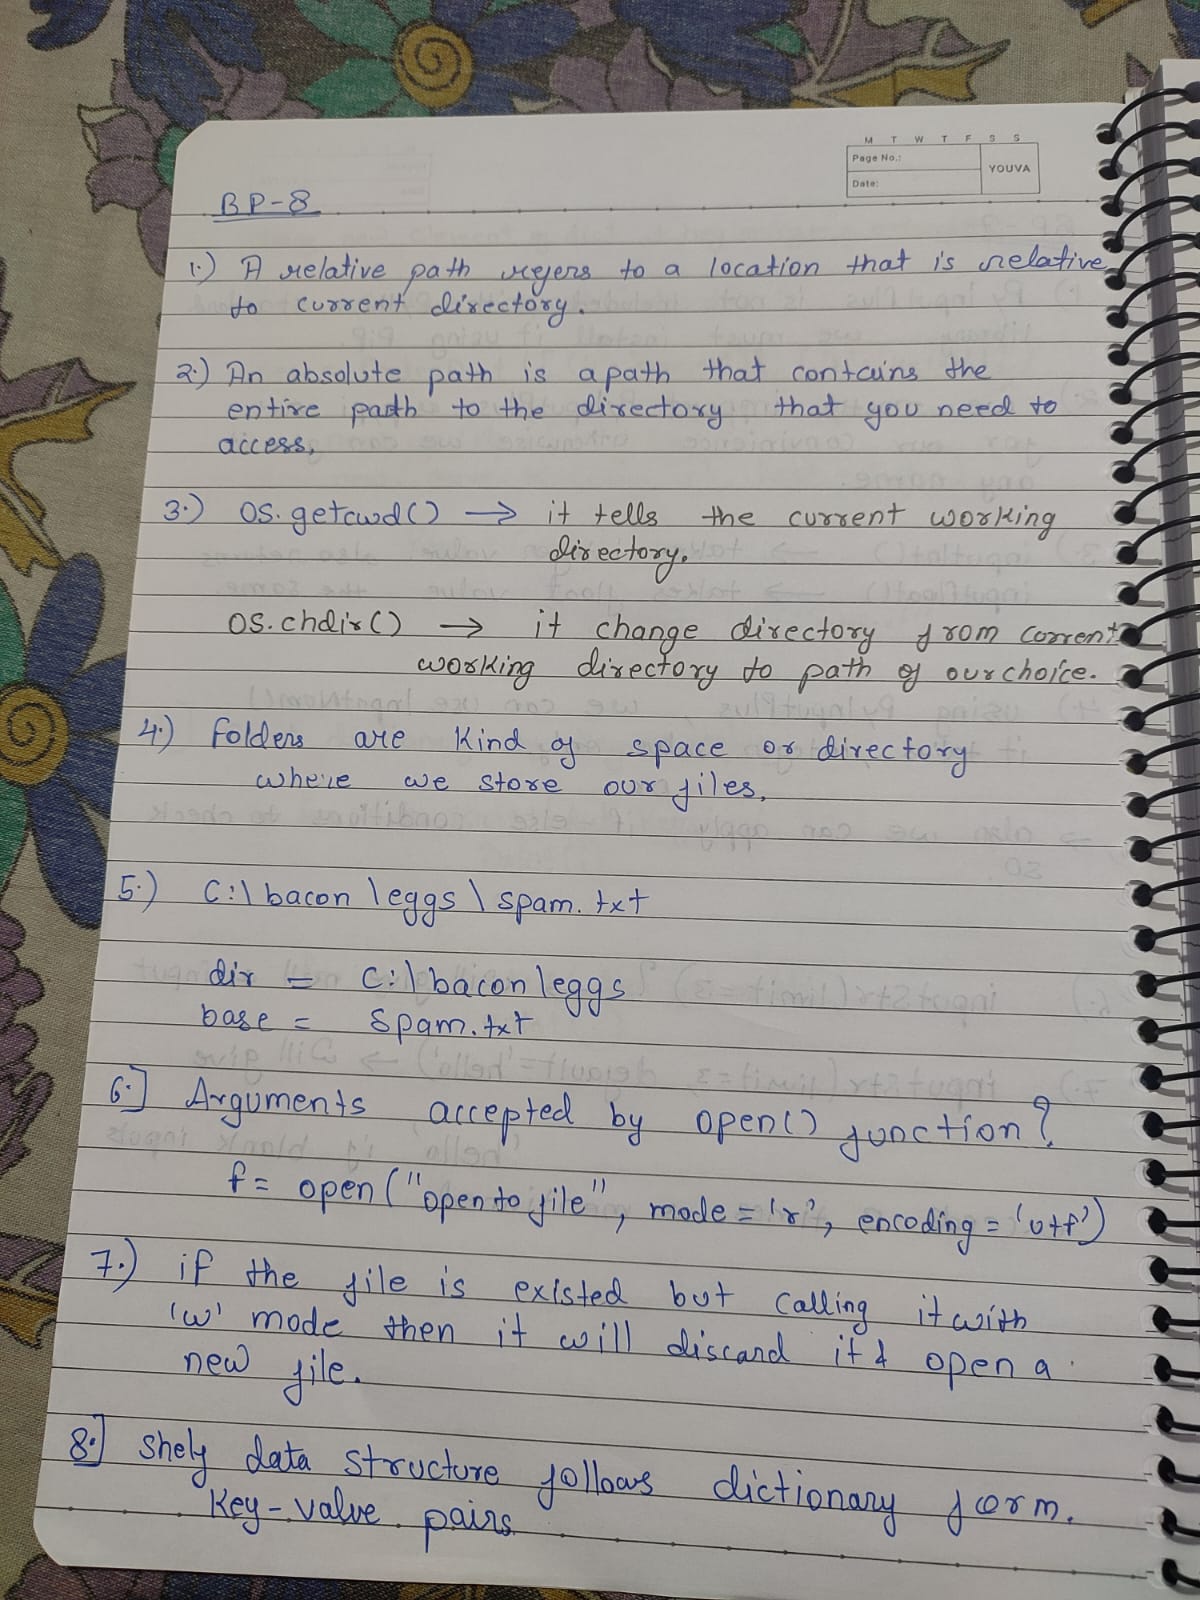 M T W T F S S
Page No.:
YOUVA
Date:
BP-8
1.) A relative path refers to a location that is relative
to current directory.
2.) An absolute path is a path that contains the
entire path to the directory that you need to
access,
3.) os.getcwd() → it tells the current working
directory.
os.chdir() → it change directory from current
working directory to path of our choice.
4.) Folders are kind of space or directory
where we store our files,
5.) C:\bacon\eggs\spam.txt
dir = C:\bacon\eggs
base = spam.txt
6.] Arguments accepted by open() function?
f = open("open to file", mode='r', encoding='utf')
7.) if the file is existed but calling it with
'w' mode then it will discard it & open a
new file.
8.] Shelf data structure follows dictionary form.
Key-value pairs